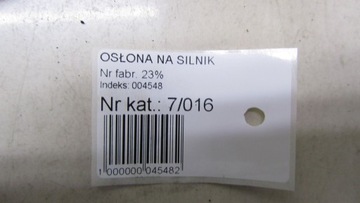 OSŁONA NA SILNIK
Nr fabr. 23%
Indeks: 004548
Nr kat.: 7/016
1 000000 045482